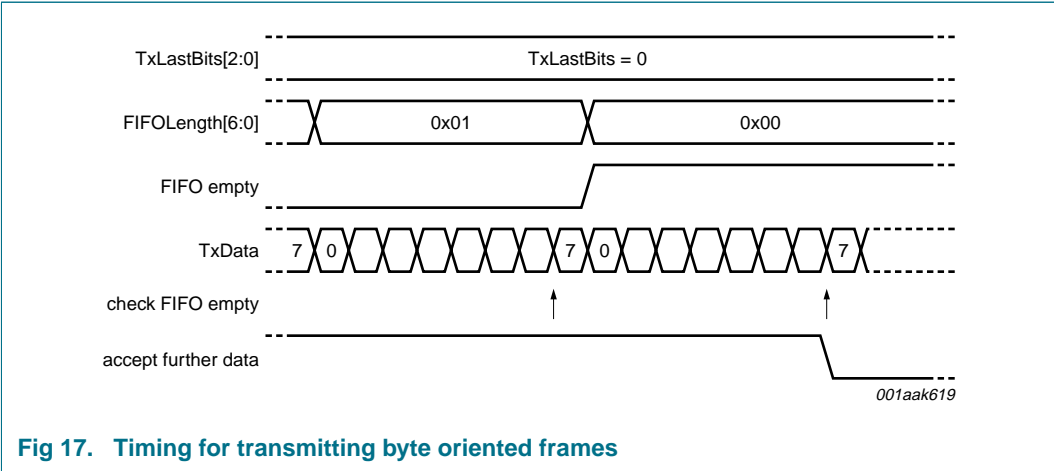 TxLastBits[2:0] TxLastBits = 0
FIFOLength[6:0] 0x01 0x00
FIFO empty
TxData 7 0 7 0 7
check FIFO empty
accept further data
001aak619
Fig 17. Timing for transmitting byte oriented frames